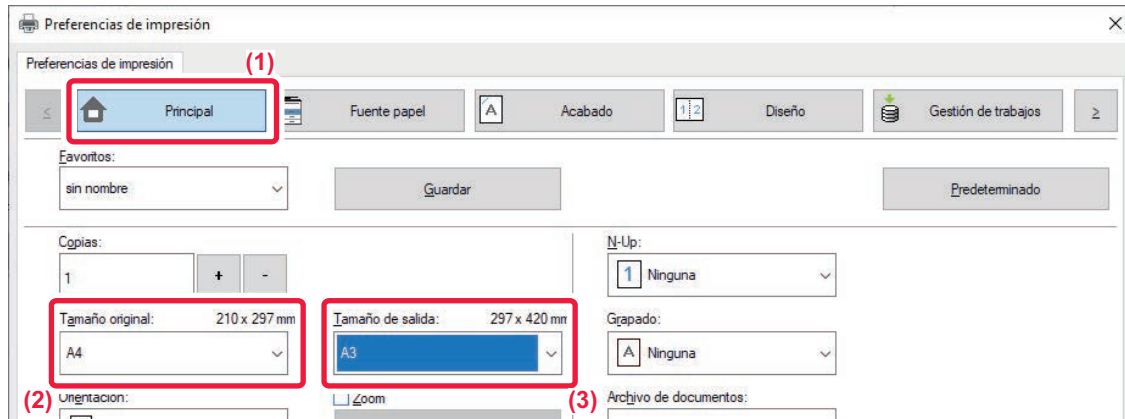 Preferencias de impresión
Preferencias de impresión
(1)
≤ Principal Fuente papel A Acabado 1 2 Diseño Gestión de trabajos ≥
Favoritos:
sin nombre Guardar Predeterminado
Copias: N-Up:
1 + - 1 Ninguna
Tamaño original: 210 x 297 mm Tamaño de salida: 297 x 420 mm Grapado:
A4 A3 A Ninguna
(2) Orientación: Zoom (3) Archivo de documentos: